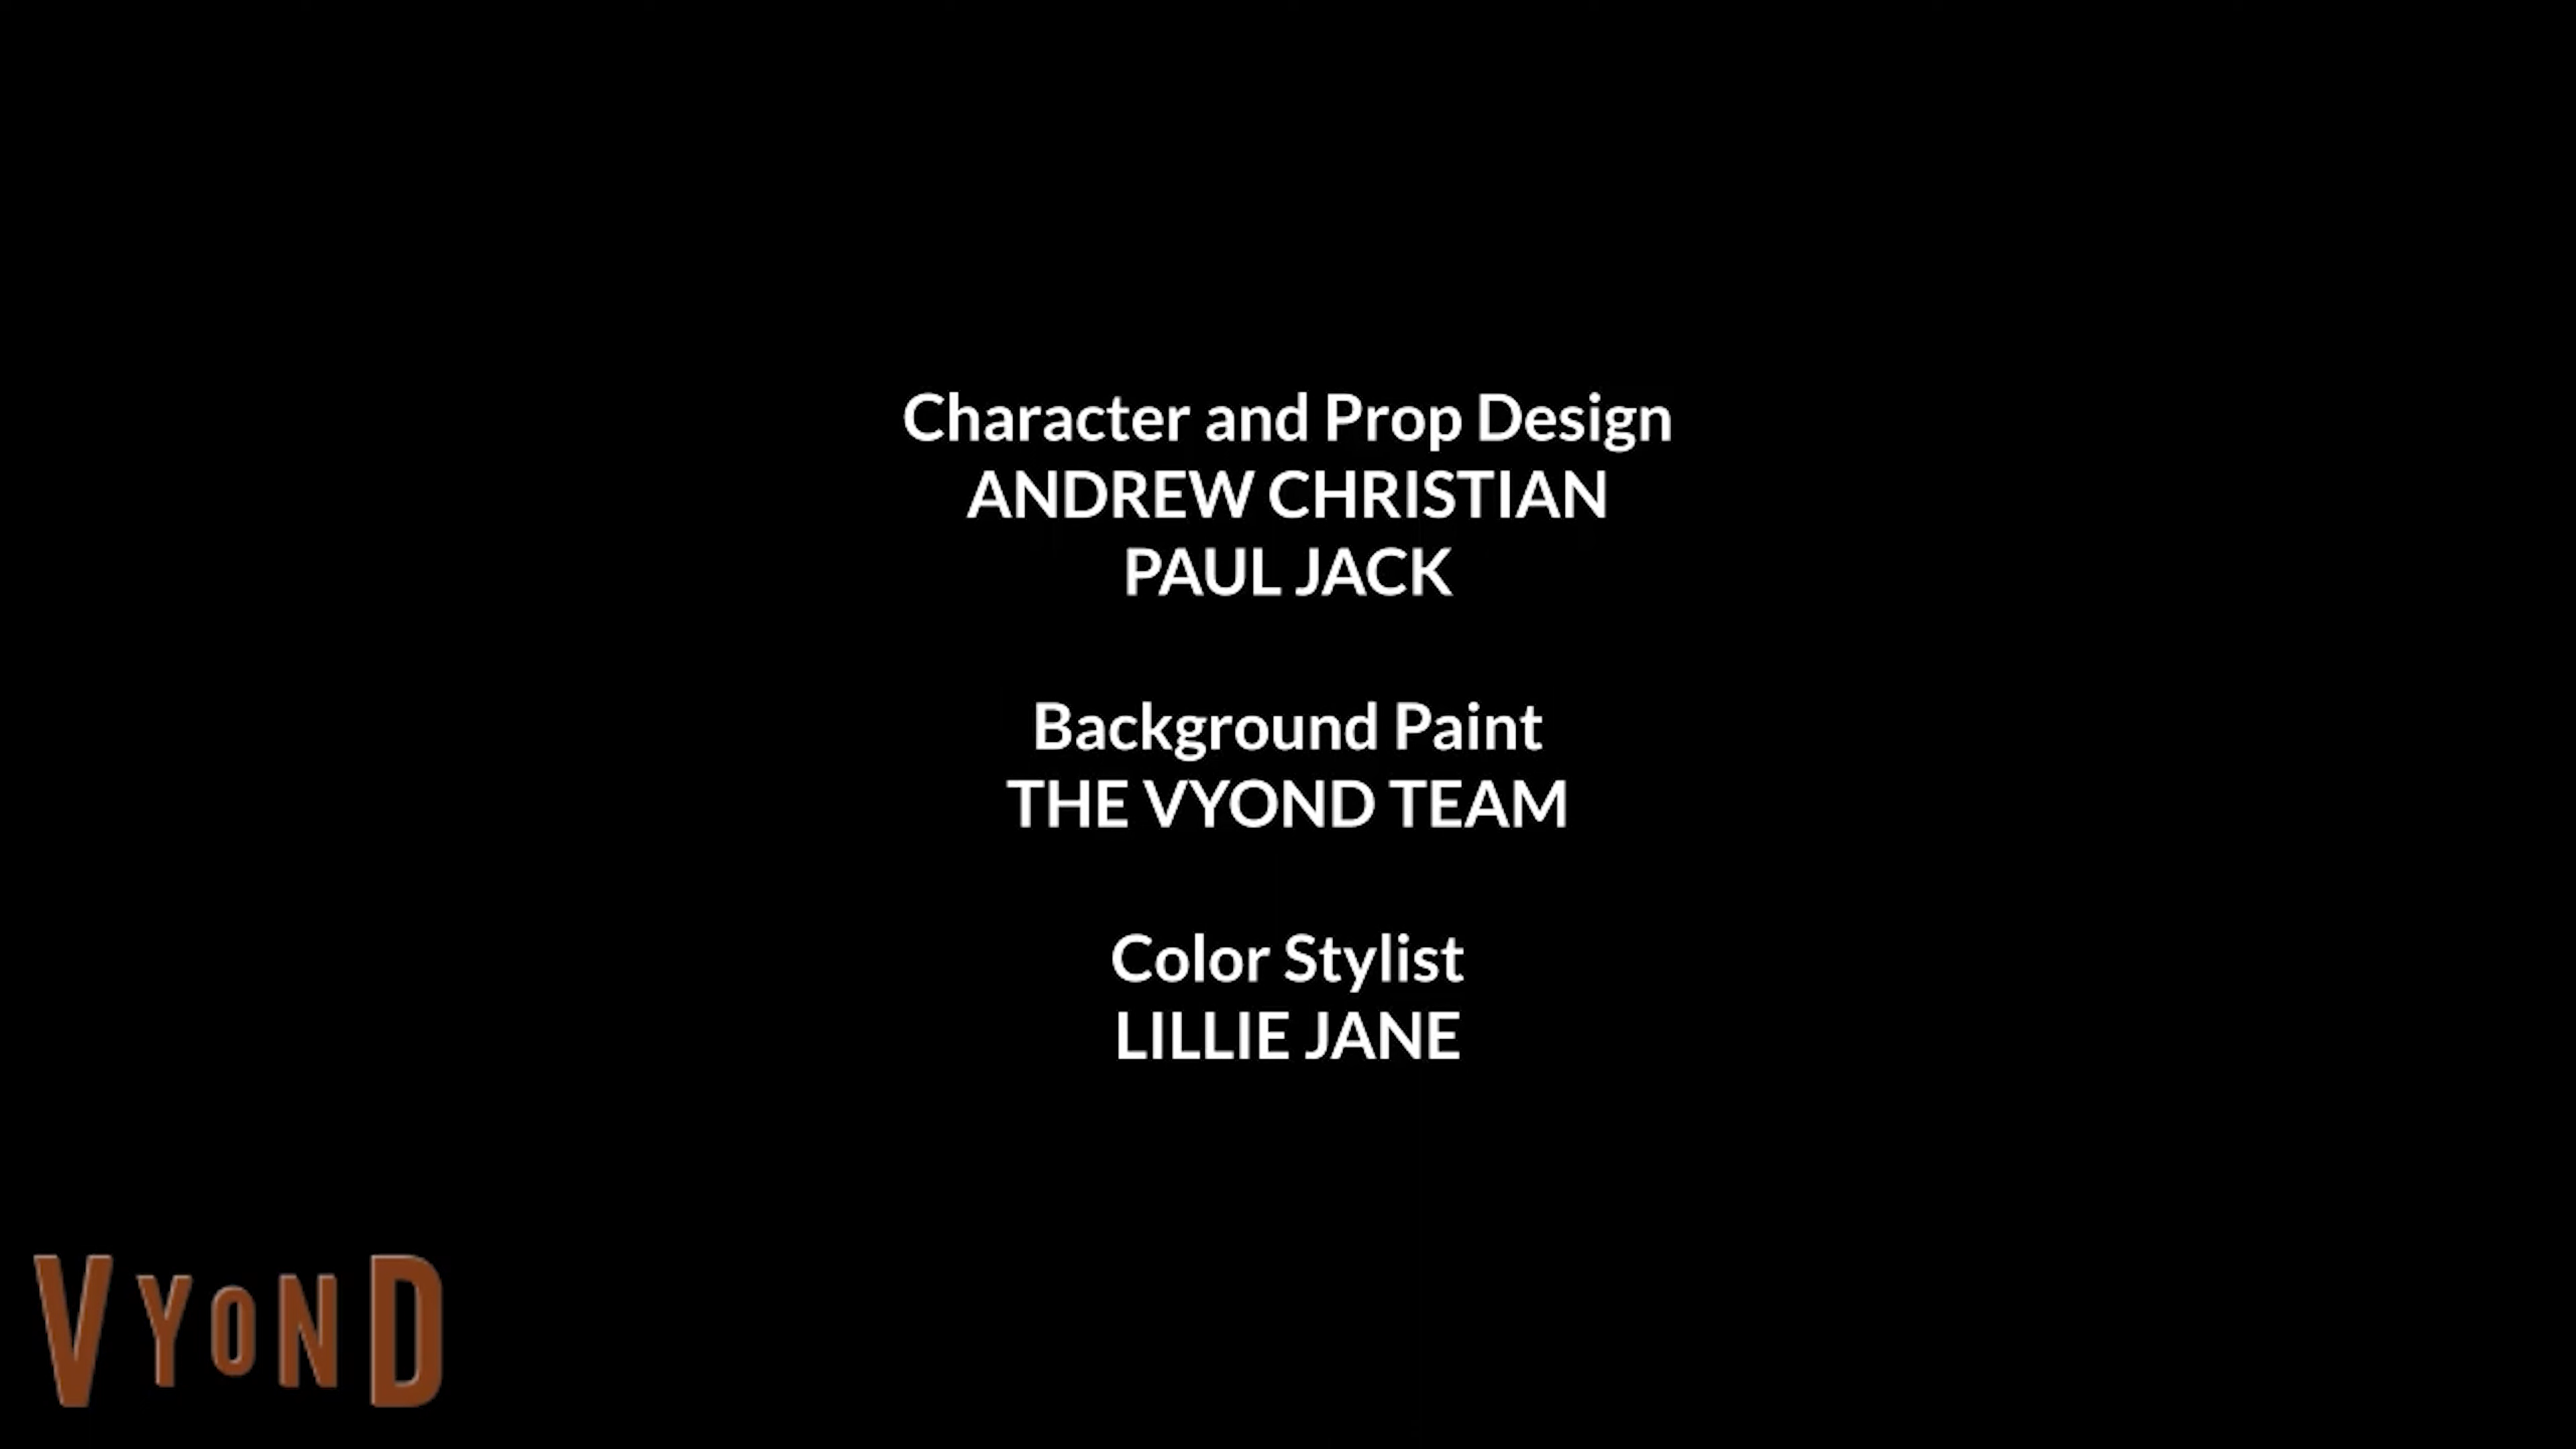 Character and Prop Design
ANDREW CHRISTIAN
PAUL JACK
Background Paint
THE VYOND TEAM
Color Stylist
LILLIE JANE
VYOND